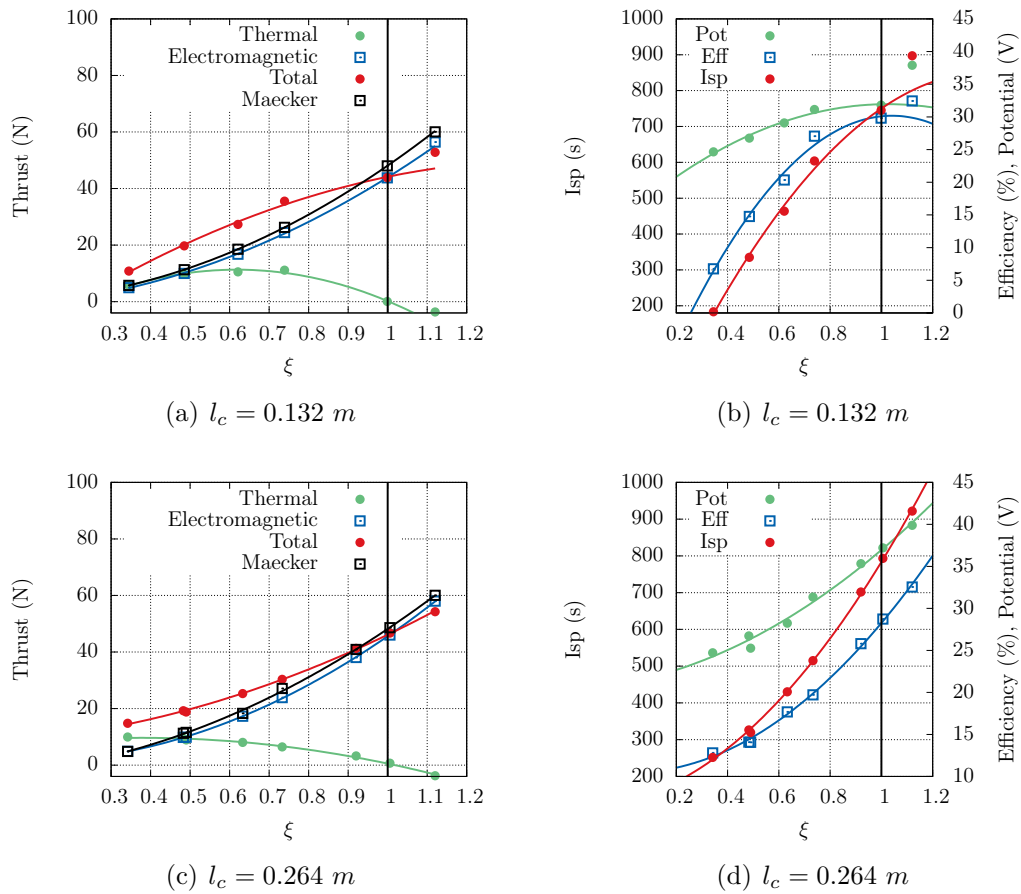 Thrust (N)
100
80
60
40
20
0
0.3 0.4 0.5 0.6 0.7 0.8 0.9 1 1.1 1.2
ξ
Thermal
Electromagnetic
Total
Maecker
(a) l_c = 0.132 m
Isp (s)
1000
900
800
700
600
500
400
300
200
0.2 0.4 0.6 0.8 1 1.2
ξ
45
40
35
30
25
20
15
10
5
0
Efficiency (%), Potential (V)
Pot
Eff
Isp
(b) l_c = 0.132 m
Thrust (N)
100
80
60
40
20
0
0.3 0.4 0.5 0.6 0.7 0.8 0.9 1 1.1 1.2
ξ
Thermal
Electromagnetic
Total
Maecker
(c) l_c = 0.264 m
Isp (s)
1000
900
800
700
600
500
400
300
200
0.2 0.4 0.6 0.8 1 1.2
ξ
45
40
35
30
25
20
15
10
Efficiency (%), Potential (V)
Pot
Eff
Isp
(d) l_c = 0.264 m